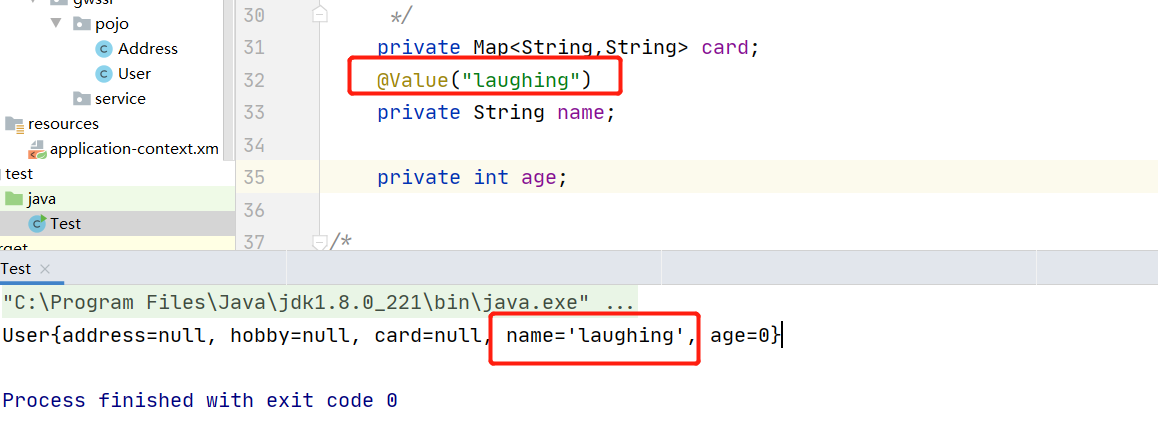 gwssi
pojo
Address
User
service
resources
application-context.xm
test
java
Test
rget
30 */
31 private Map<String,String> card;
32 @Value("laughing")
33 private String name;
34
35 private int age;
36
37 /*
Test ×
"C:\Program Files\Java\jdk1.8.0_221\bin\java.exe" ...
User{address=null, hobby=null, card=null, name='laughing', age=0}
Process finished with exit code 0